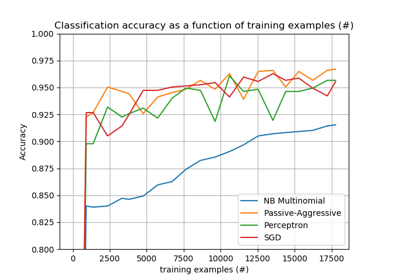 Classification accuracy as a function of training examples (#)
1.000
0.975
0.950
0.925
0.900
0.875
0.850
0.825
0.800
Accuracy
0
2500
5000
7500
10000
12500
15000
17500
training examples (#)
NB Multinomial
Passive-Aggressive
Perceptron
SGD